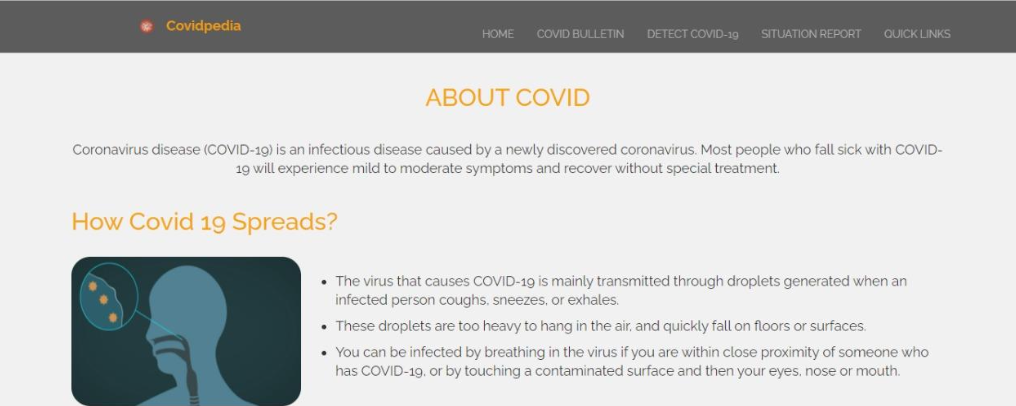 Covidpedia
HOME COVID BULLETIN DETECT COVID-19 SITUATION REPORT QUICK LINKS
ABOUT COVID
Coronavirus disease (COVID-19) is an infectious disease caused by a newly discovered coronavirus. Most people who fall sick with COVID-
19 will experience mild to moderate symptoms and recover without special treatment.
How Covid 19 Spreads?
• The virus that causes COVID-19 is mainly transmitted through droplets generated when an
infected person coughs, sneezes, or exhales.
• These droplets are too heavy to hang in the air, and quickly fall on floors or surfaces.
• You can be infected by breathing in the virus if you are within close proximity of someone who
has COVID-19, or by touching a contaminated surface and then your eyes, nose or mouth.